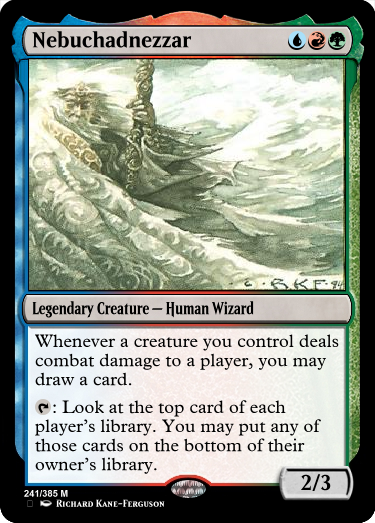 Nebuchadnezzar
C. R.K.F. 94
Legendary Creature — Human Wizard
Whenever a creature you control deals
combat damage to a player, you may
draw a card.
: Look at the top card of each
player's library. You may put any of
those cards on the bottom of their
owner's library.
2/3
241/385 M
Richard Kane-Ferguson